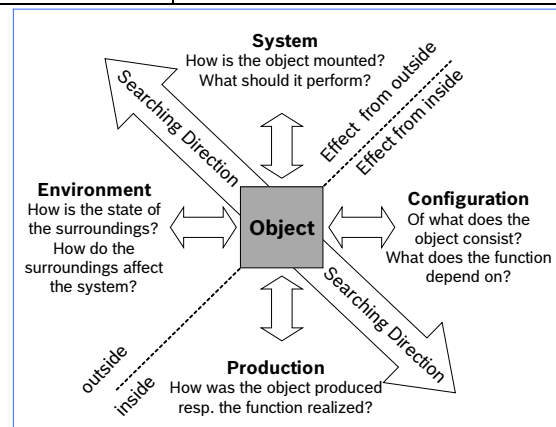 System
How is the object mounted?
What should it perform?
Effect from outside
Effect from inside
Searching Direction
Environment
How is the state of
the surroundings?
How do the
surroundings affect
the system?
Object
Configuration
Of what does the
object consist?
What does the function
depend on?
Searching Direction
outside
inside
Production
How was the object produced
resp. the function realized?